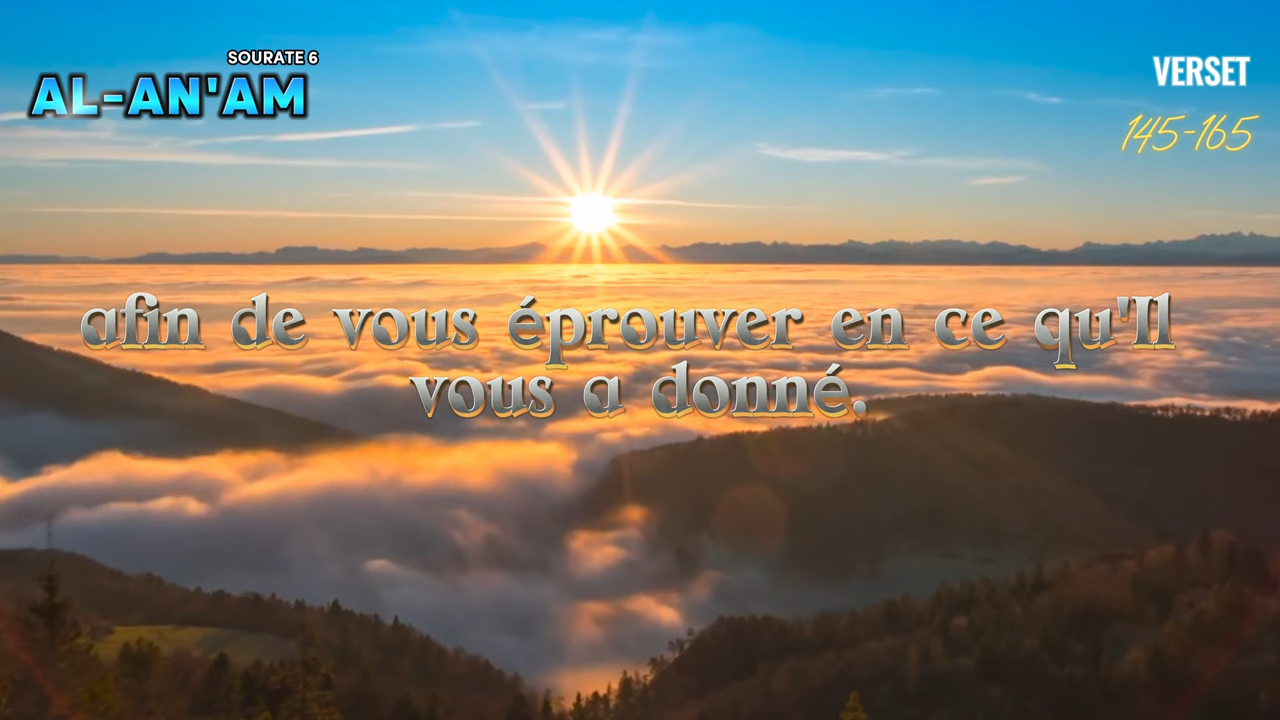 SOURATE 6
AL-AN'AM
VERSET
145-165
afin de vous éprouver en ce qu'Il
vous a donné.